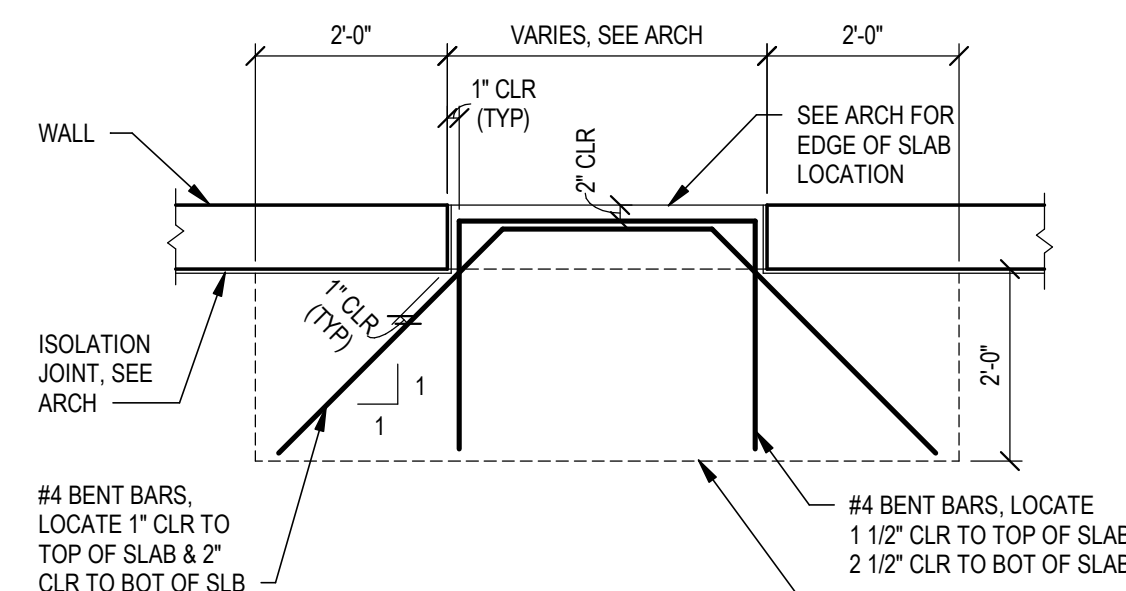 2'-0"
VARIES, SEE ARCH
2'-0"
1" CLR
(TYP)
WALL
2" CLR
SEE ARCH FOR
EDGE OF SLAB
LOCATION
1" CLR
(TYP)
ISOLATION
JOINT, SEE
ARCH
1
1
2'-0"
#4 BENT BARS,
LOCATE 1" CLR TO
TOP OF SLAB & 2"
CLR TO BOT OF SLB
#4 BENT BARS, LOCATE
1 1/2" CLR TO TOP OF SLAB
2 1/2" CLR TO BOT OF SLAB